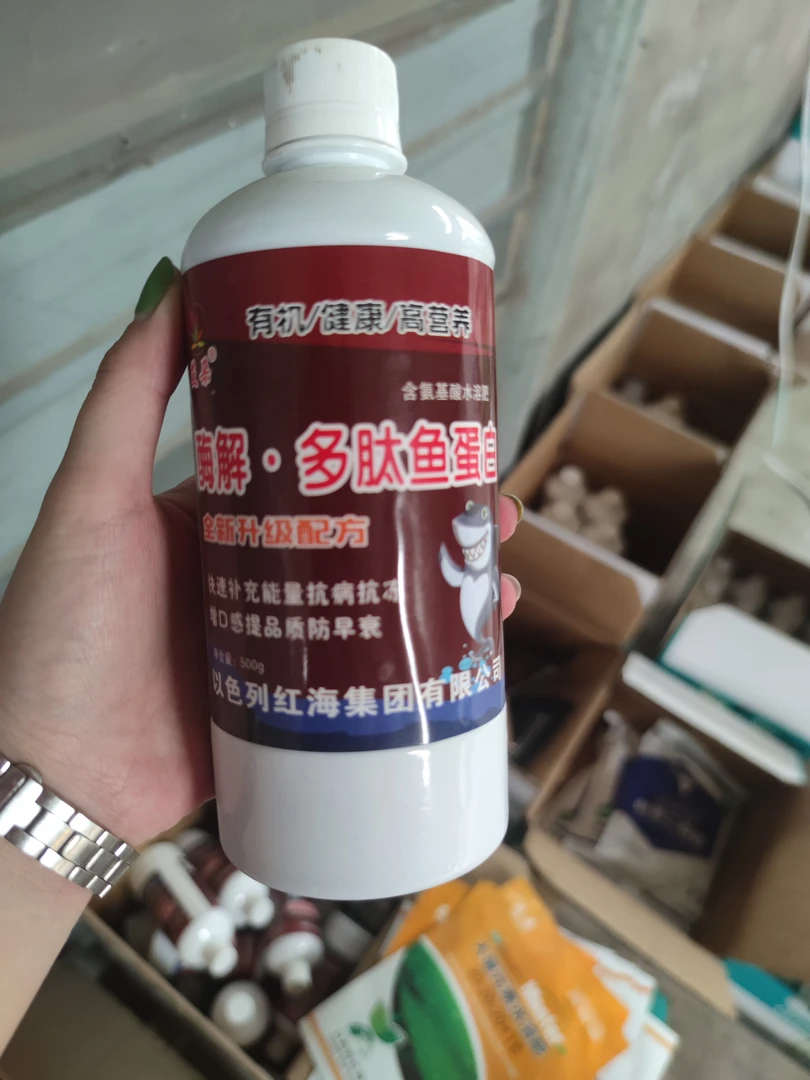 有机/健康/高营养
含氨基酸水溶肥
酶解·多肽鱼蛋白
全新升级配方
快速补充能量抗病抗冻
增口感提品质防早衰
净含量：500g
以色列红海集团有限公司